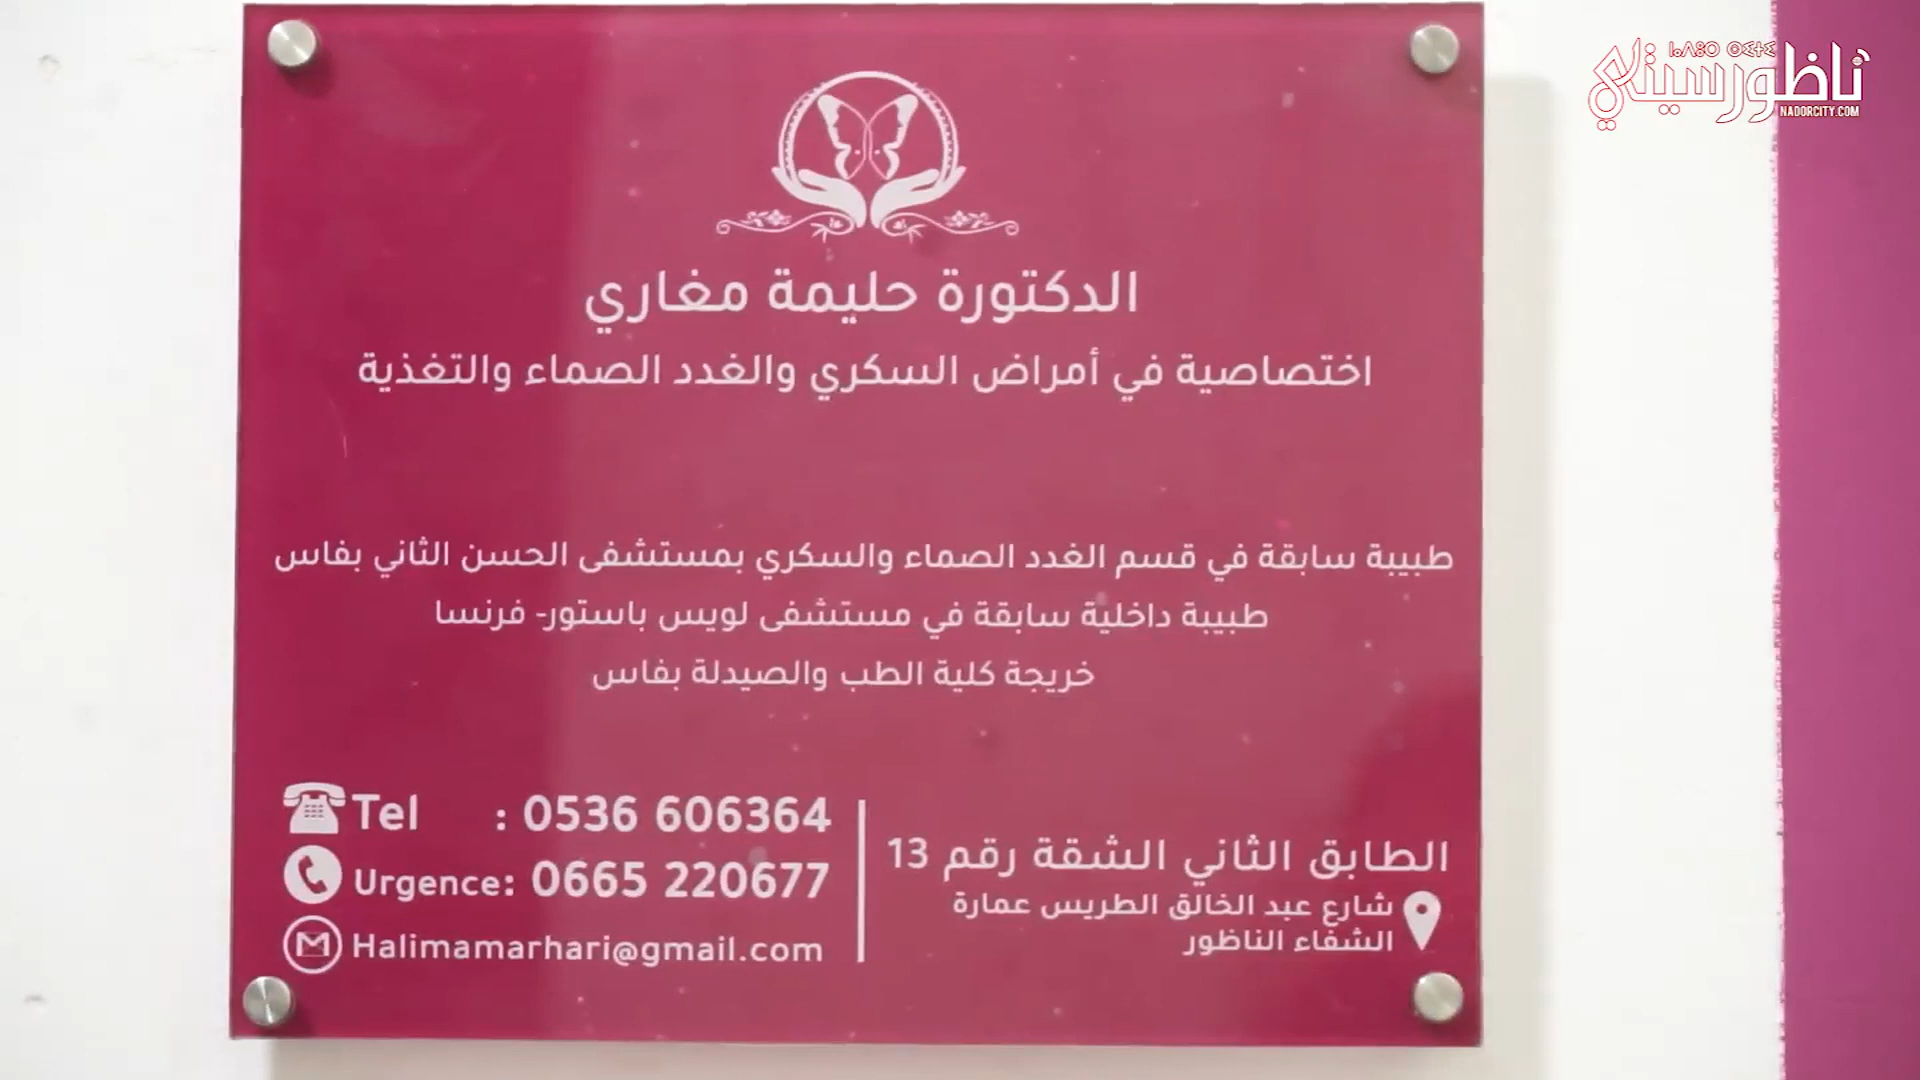 ⵏⴰⴷⵓⵔ ⵙⵉⵜⵉ
ناظورسيتي
NADORCITY.COM
الدكتورة حليمة مغاري
اختصاصية في أمراض السكري والغدد الصماء والتغذية
طبيبة سابقة في قسم الغدد الصماء والسكري بمستشفى الحسن الثاني بفاس
طبيبة داخلية سابقة في مستشفى لويس باستور- فرنسا
خريجة كلية الطب والصيدلة بفاس
Tel : 0536 606364
Urgence: 0665 220677
Halimamarhari@gmail.com
الطابق الثاني الشقة رقم 13
شارع عبد الخالق الطريس عمارة
الشفاء الناظور